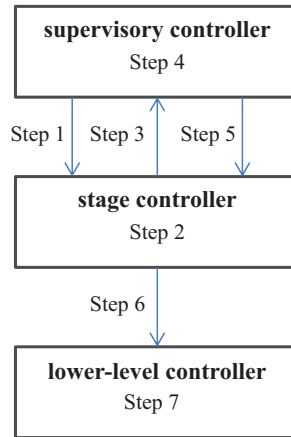 supervisory controller
Step 4
Step 1 Step 3 Step 5
stage controller
Step 2
Step 6
lower-level controller
Step 7